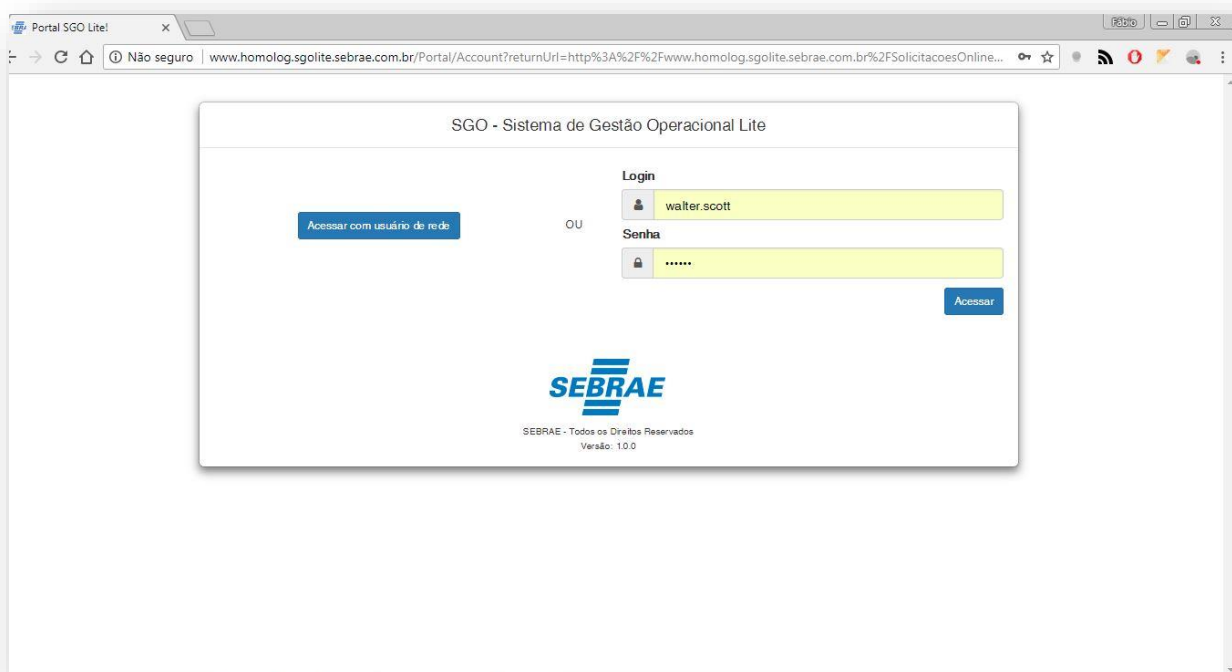 Portal SGO Lite!
Fábio
Não seguro
www.homolog.sgolite.sebrae.com.br/Portal/Account?returnUrl=http%3A%2F%2Fwww.homolog.sgolite.sebrae.com.br%2FSolicitacoesOnline...
SGO - Sistema de Gestão Operacional Lite
Acessar com usuário de rede
OU
Login
walter.scott
Senha
••••••
Acessar
SEBRAE
SEBRAE - Todos os Direitos Reservados
Versão: 1.0.0